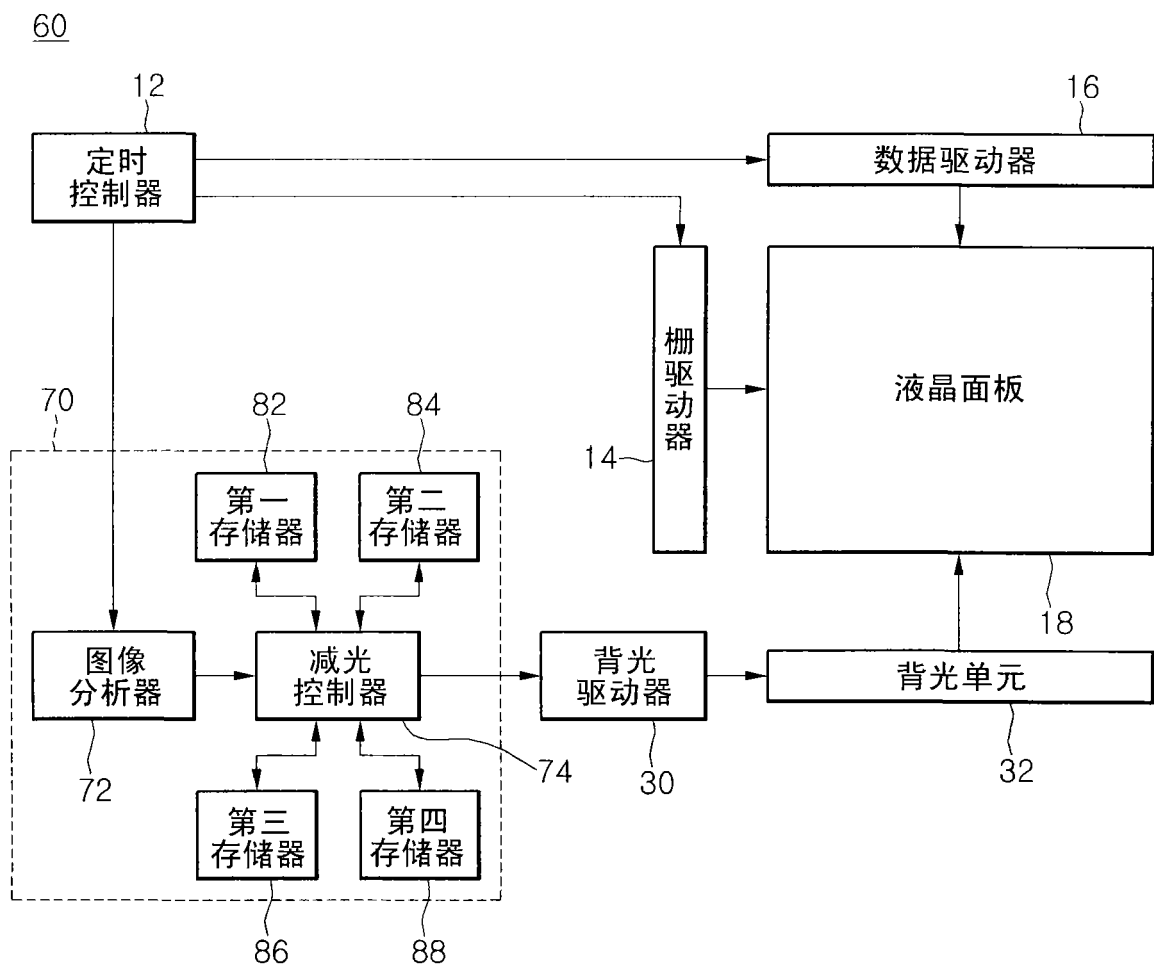 60
12
16
定时
控制器
数据驱动器
栅驱动器
14
液晶面板
18
70
82
84
第一
存储器
第二
存储器
图像
分析器
72
减光
控制器
74
背光
驱动器
30
背光单元
32
第三
存储器
第四
存储器
86
88